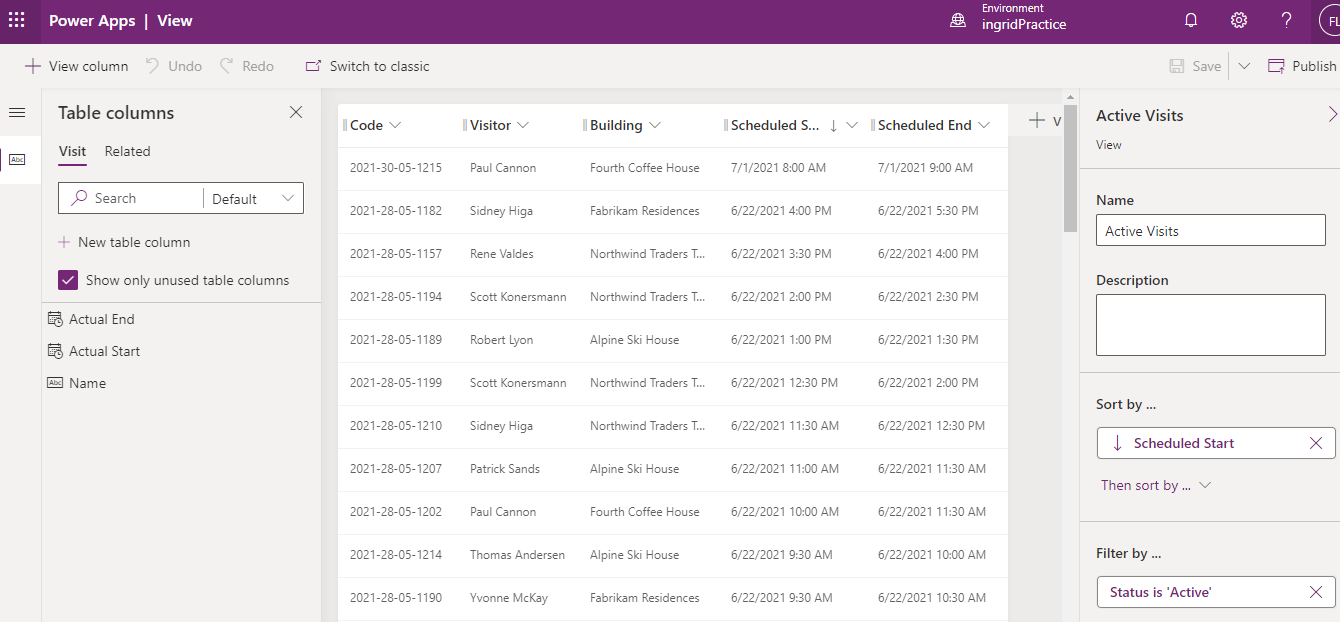 Power Apps | View
Environment
ingridPractice
FL
View column
Undo
Redo
Switch to classic
Save
Publish
Table columns
Visit
Related
Search
Default
New table column
Show only unused table columns
Actual End
Actual Start
Abc Name
Code Visitor Building Scheduled S... Scheduled End V
2021-30-05-1215 Paul Cannon Fourth Coffee House 7/1/2021 8:00 AM 7/1/2021 9:00 AM
2021-28-05-1182 Sidney Higa Fabrikam Residences 6/22/2021 4:00 PM 6/22/2021 5:30 PM
2021-28-05-1157 Rene Valdes Northwind Traders T... 6/22/2021 3:30 PM 6/22/2021 4:00 PM
2021-28-05-1194 Scott Konersmann Northwind Traders T... 6/22/2021 2:00 PM 6/22/2021 2:30 PM
2021-28-05-1189 Robert Lyon Alpine Ski House 6/22/2021 1:00 PM 6/22/2021 1:30 PM
2021-28-05-1199 Scott Konersmann Northwind Traders T... 6/22/2021 12:30 PM 6/22/2021 2:00 PM
2021-28-05-1210 Sidney Higa Northwind Traders T... 6/22/2021 11:30 AM 6/22/2021 12:30 PM
2021-28-05-1207 Patrick Sands Alpine Ski House 6/22/2021 11:00 AM 6/22/2021 11:30 AM
2021-28-05-1202 Paul Cannon Fourth Coffee House 6/22/2021 10:00 AM 6/22/2021 11:30 AM
2021-28-05-1214 Thomas Andersen Alpine Ski House 6/22/2021 9:30 AM 6/22/2021 10:00 AM
2021-28-05-1190 Yvonne McKay Fabrikam Residences 6/22/2021 9:30 AM 6/22/2021 10:30 AM
Active Visits
View
Name
Active Visits
Description
Sort by ...
Scheduled Start
Then sort by ...
Filter by ...
Status is 'Active'